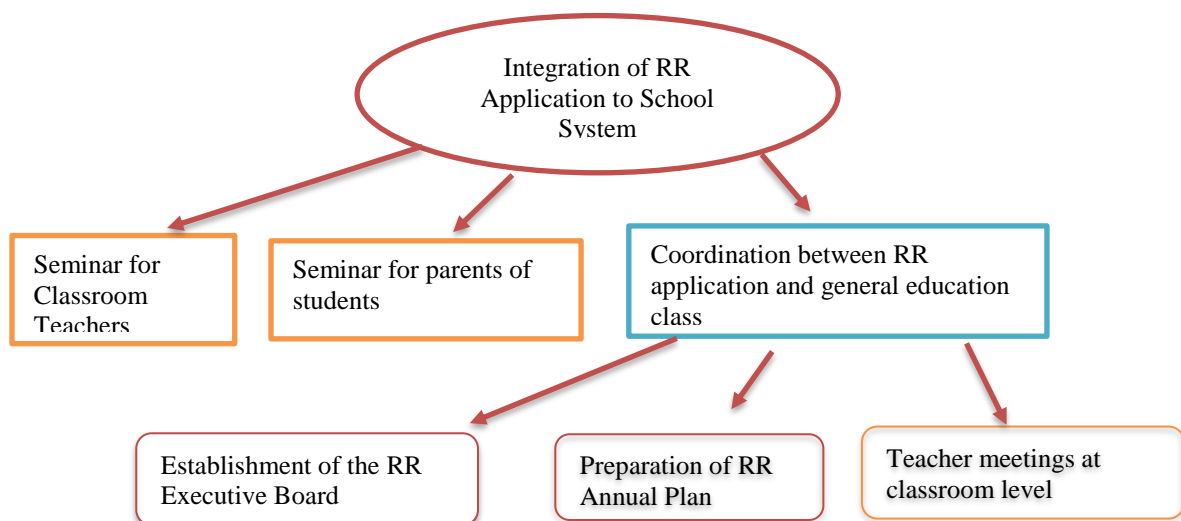 Integration of RR
Application to School
System
Seminar for
Classroom
Teachers
Seminar for parents of
students
Coordination between RR
application and general education
class
Establishment of the RR
Executive Board
Preparation of RR
Annual Plan
Teacher meetings at
classroom level